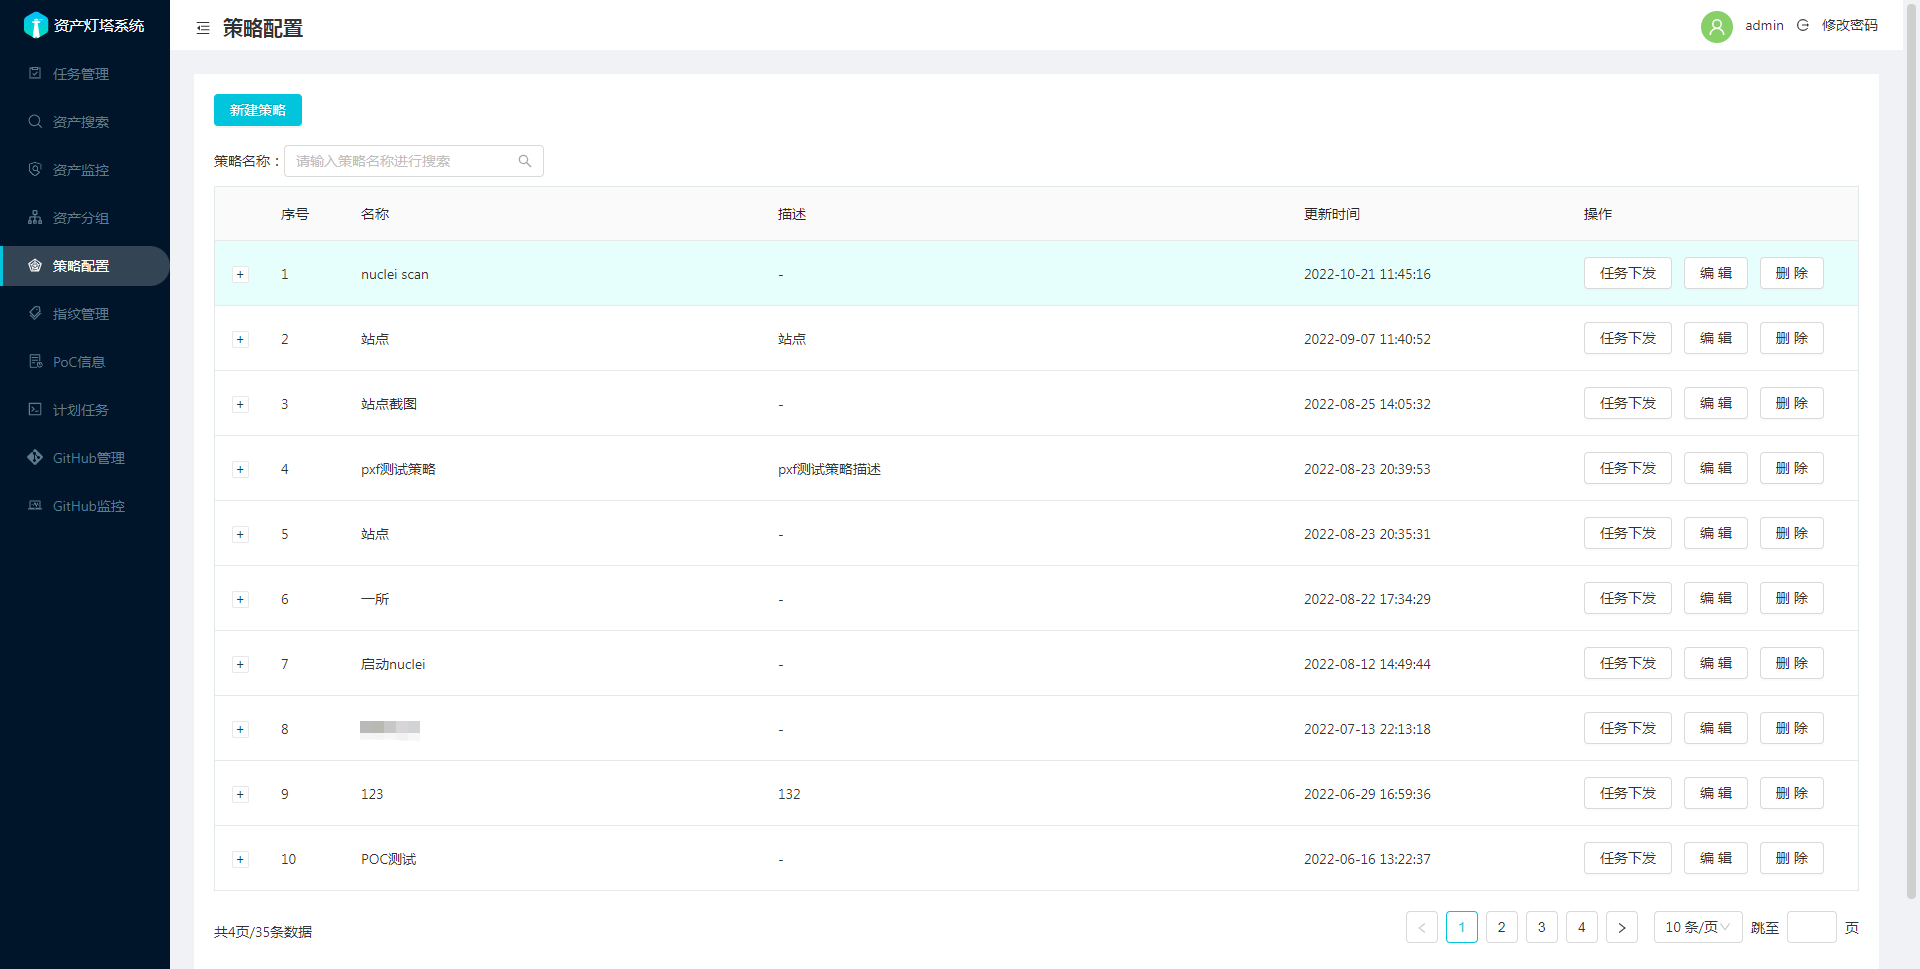 资产灯塔系统
策略配置
admin
修改密码
任务管理
资产搜索
资产监控
资产分组
策略配置
指纹管理
PoC信息
计划任务
GitHub管理
GitHub监控
新建策略
策略名称：
请输入策略名称进行搜索
序号 名称 描述 更新时间 操作
+ 1 nuclei scan - 2022-10-21 11:45:16 任务下发 编 辑 删 除
+ 2 站点 站点 2022-09-07 11:40:52 任务下发 编 辑 删 除
+ 3 站点截图 - 2022-08-25 14:05:32 任务下发 编 辑 删 除
+ 4 pxf测试策略 pxf测试策略描述 2022-08-23 20:39:53 任务下发 编 辑 删 除
+ 5 站点 - 2022-08-23 20:35:31 任务下发 编 辑 删 除
+ 6 一所 - 2022-08-22 17:34:29 任务下发 编 辑 删 除
+ 7 启动nuclei - 2022-08-12 14:49:44 任务下发 编 辑 删 除
+ 8 - 2022-07-13 22:13:18 任务下发 编 辑 删 除
+ 9 123 132 2022-06-29 16:59:36 任务下发 编 辑 删 除
+ 10 POC测试 - 2022-06-16 13:22:37 任务下发 编 辑 删 除
共4页/35条数据
< 1 2 3 4 > 10 条/页 跳至 页